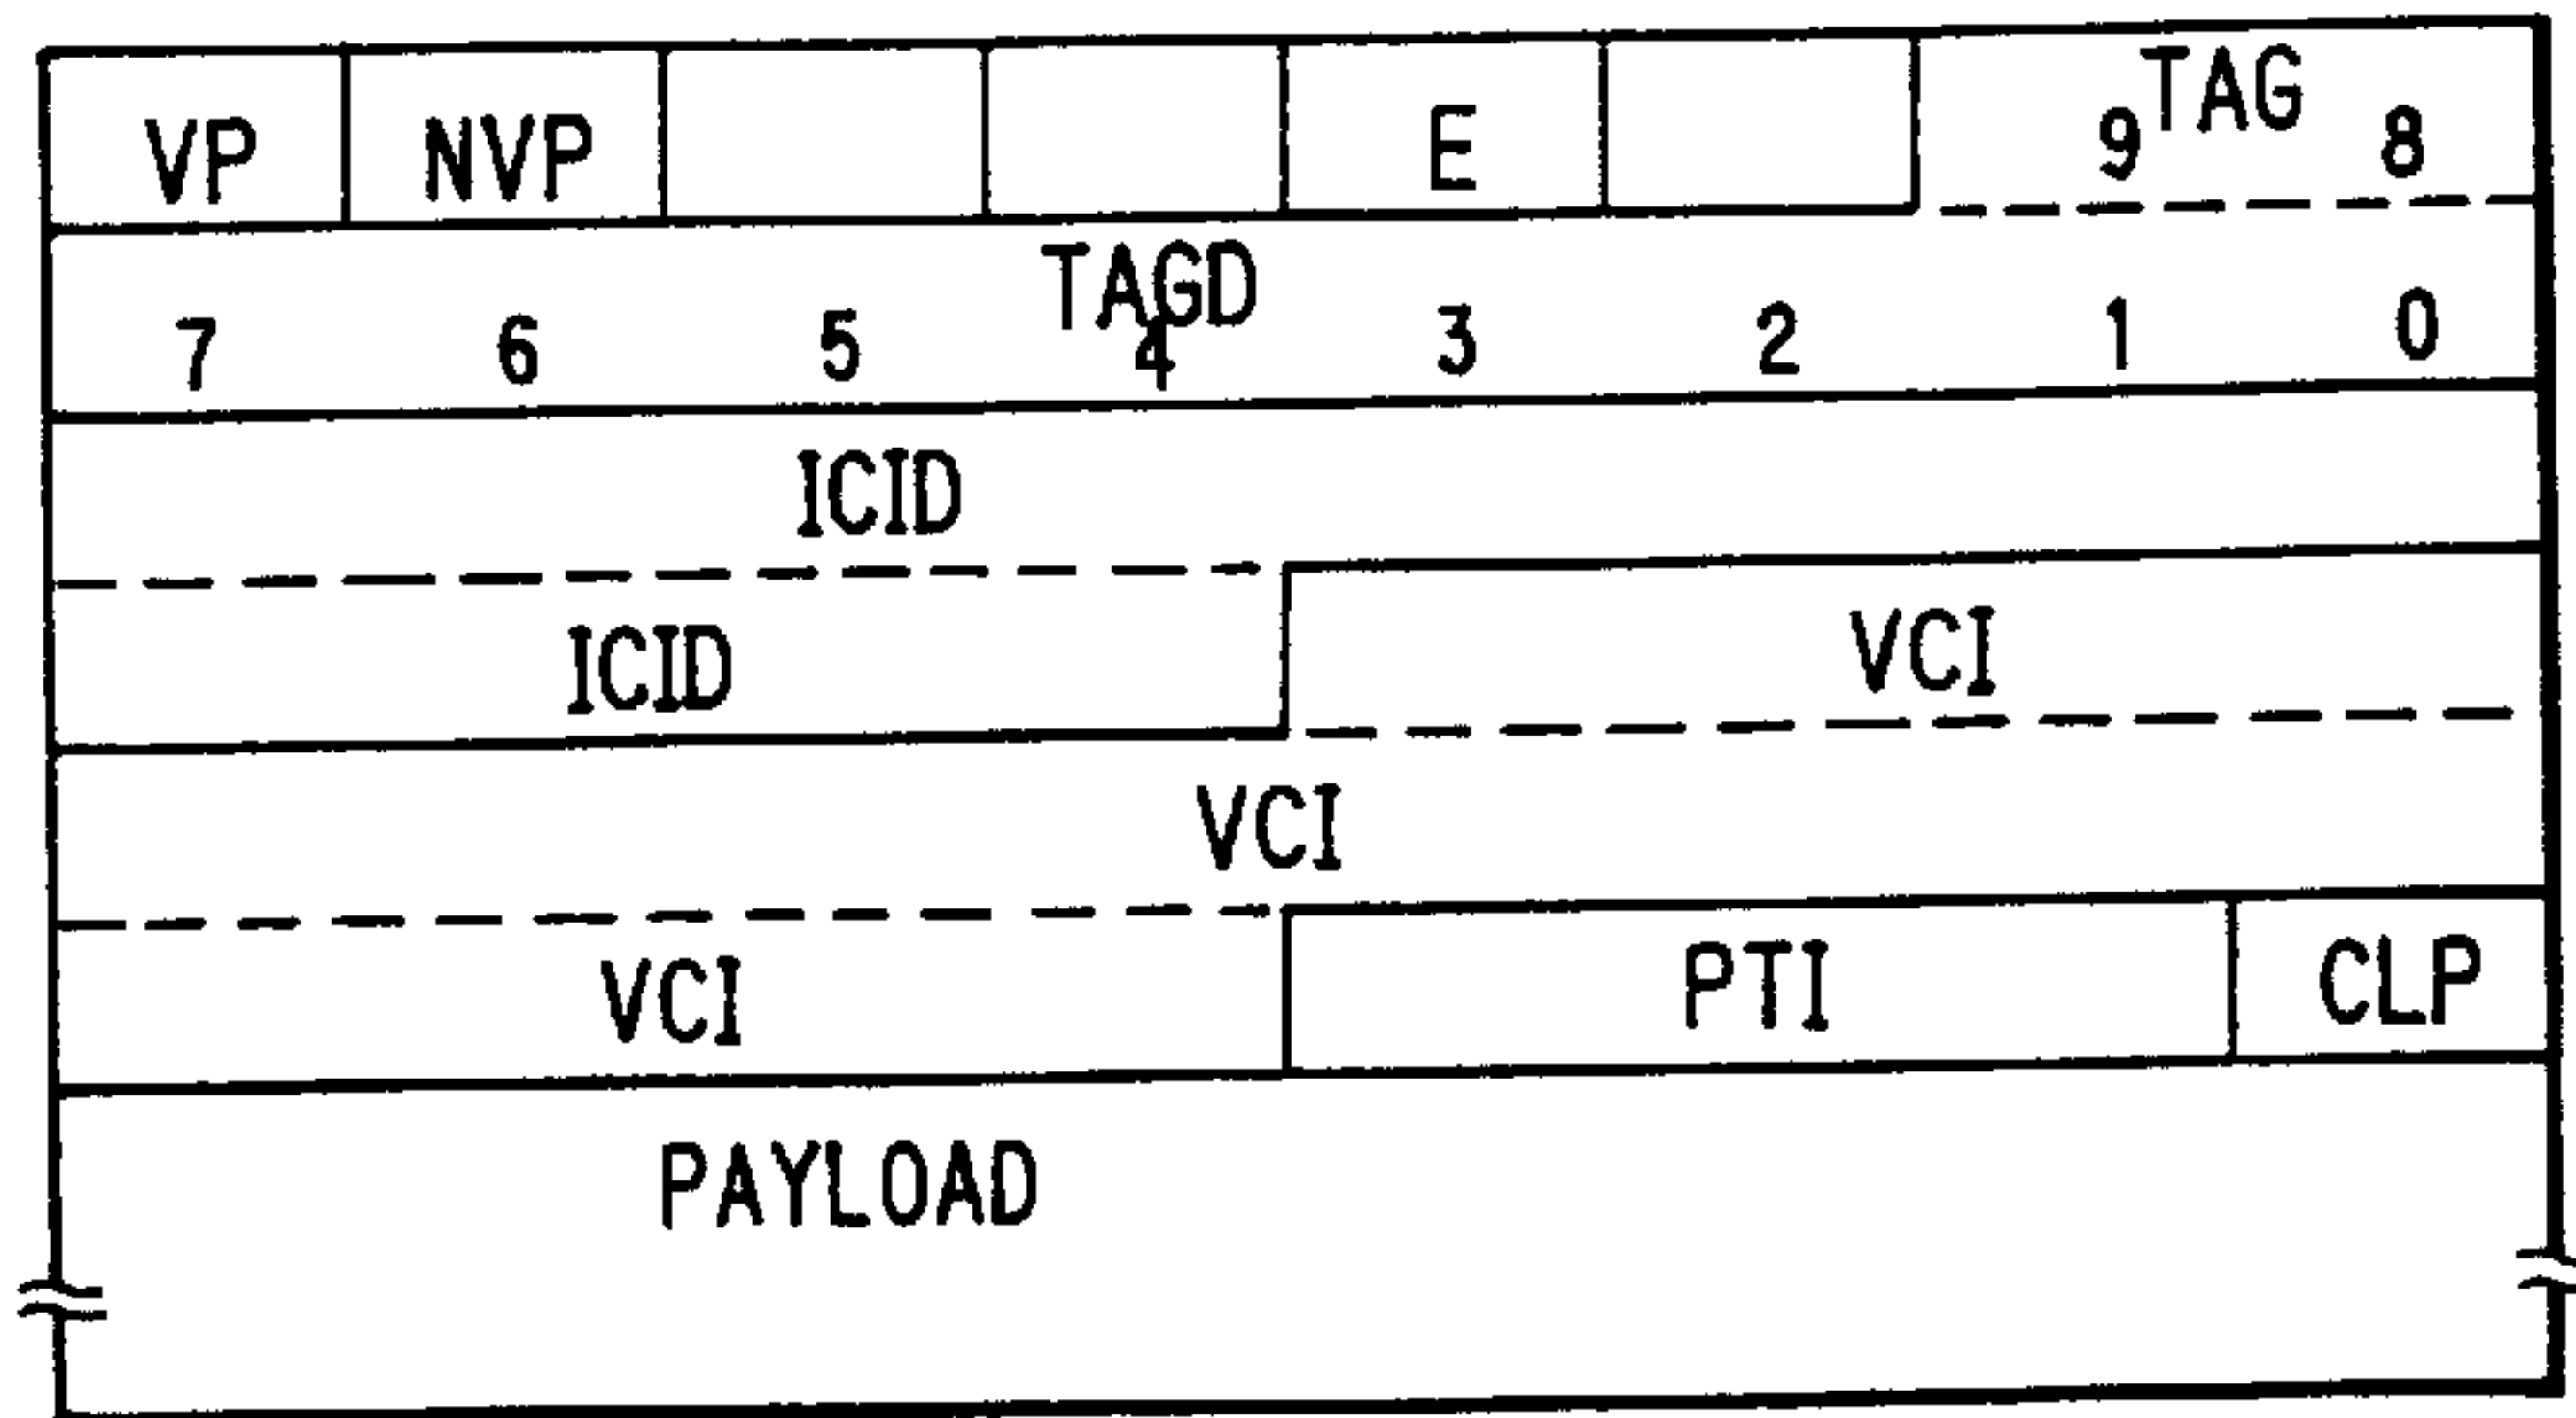 VP NVP E TAG
9 8
TAGD
7 6 5 4 3 2 1 0
ICID
ICID VCI
VCI
VCI PTI CLP
PAYLOAD